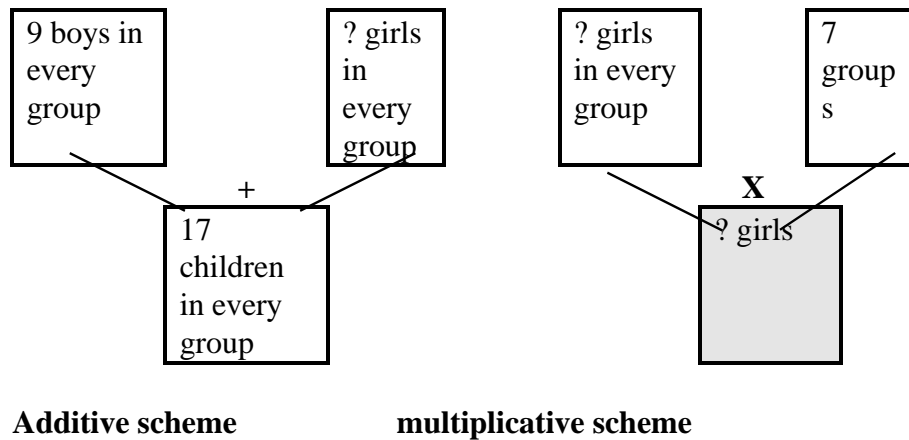 9 boys in
every
group
? girls
in
every
group
? girls
in every
group
7
group
s
+
X
17
children
in every
group
? girls
Additive scheme
multiplicative scheme